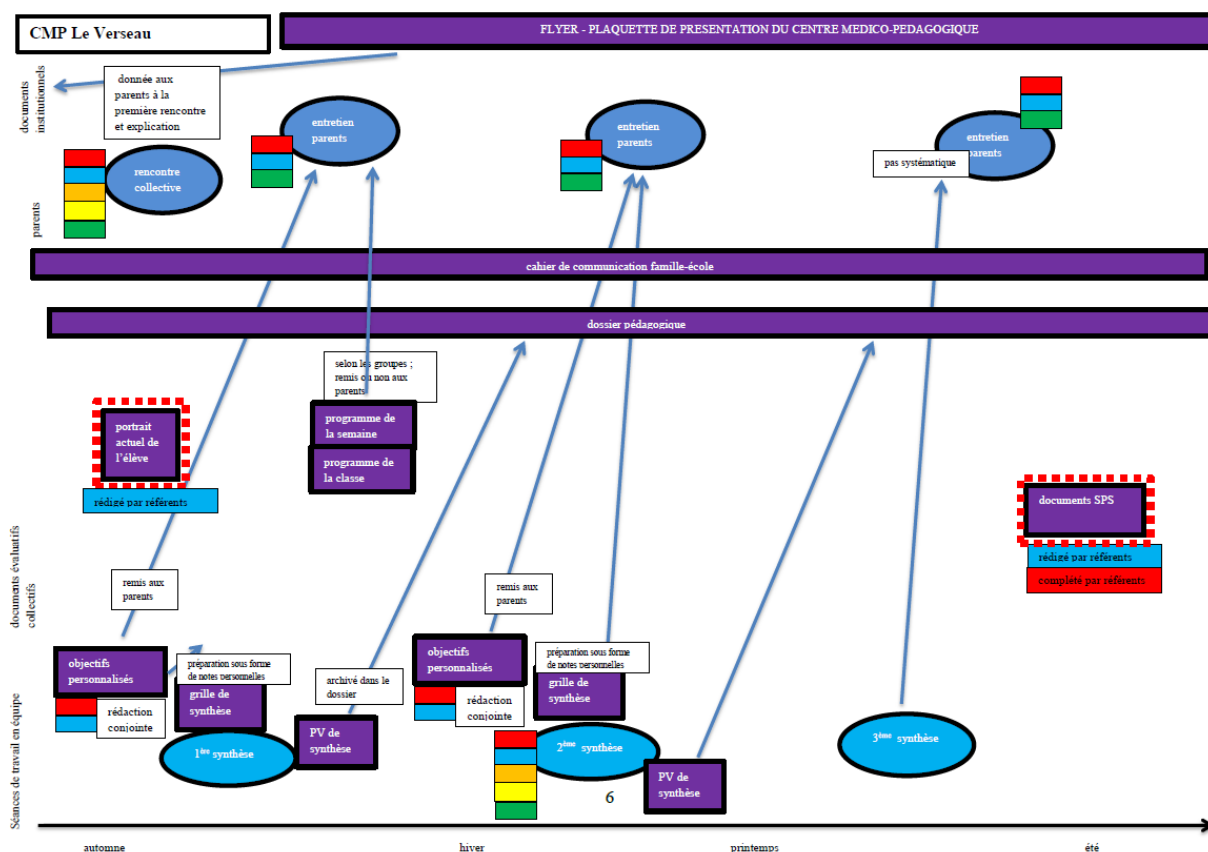 CMP Le Verseau
FLYER - PLAQUETTE DE PRESENTATION DU CENTRE MEDICO-PEDAGOGIQUE
documents
institutionnels
donnée aux
parents à la
première rencontre
et explication
entretien
parents
entretien
parents
entretien
parents
pas systématique
rencontre
collective
parents
cahier de communication famille-école
dossier pédagogique
selon les groupes ;
remis ou non aux
parents
portrait
actuel de
l'élève
programme de
la semaine
programme de
la classe
rédigé par référents
documents SPS
rédigé par référents
complété par référents
documents évaluatifs
collectifs
remis aux
parents
remis aux
parents
objectifs
personnalisés
préparation sous forme
de notes personnelles
grille de
synthèse
rédaction
conjointe
archivé dans le
dossier
objectifs
personnalisés
préparation sous forme
de notes personnelles
grille de
synthèse
rédaction
conjointe
Séances de travail en équipe
1ère synthèse
PV de
synthèse
2ème synthèse
PV de
synthèse
3ème synthèse
6
automne
hiver
printemps
été